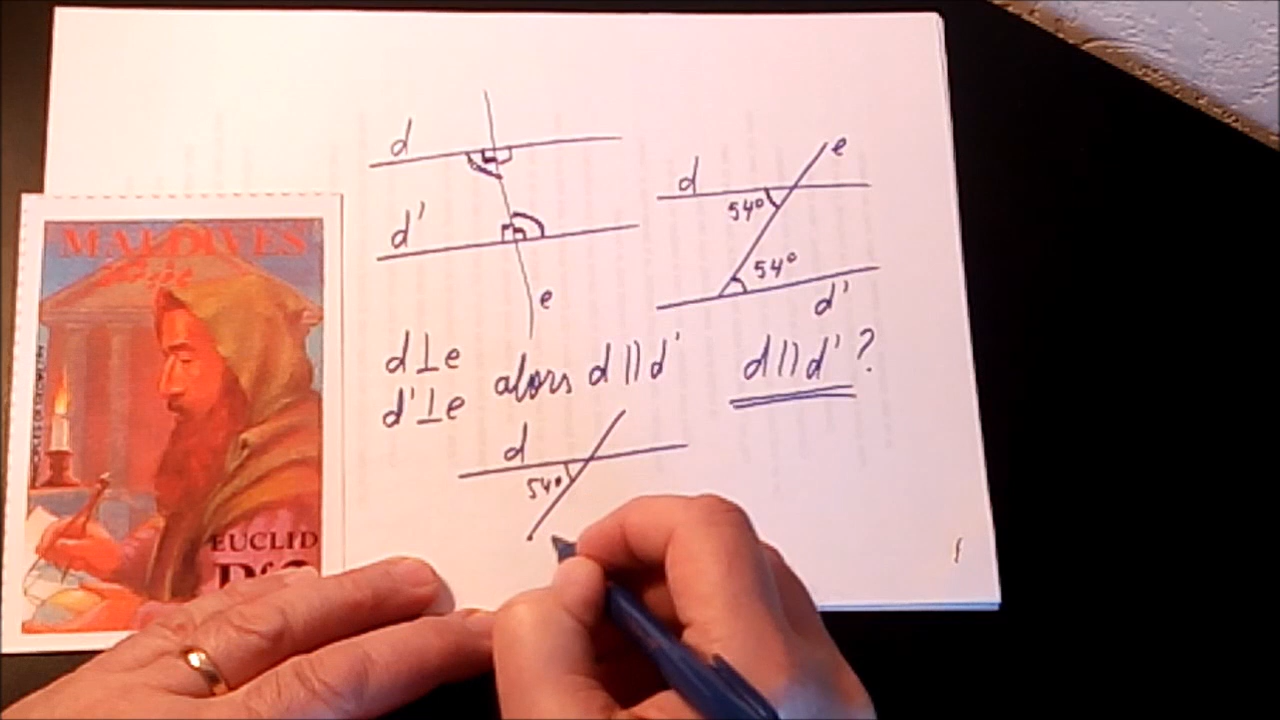 MALDIVES
EUCLID
d
d'
e
d⊥e
d'⊥e
alors d // d'
d
e
54°
54°
d'
d // d' ?
d
54°